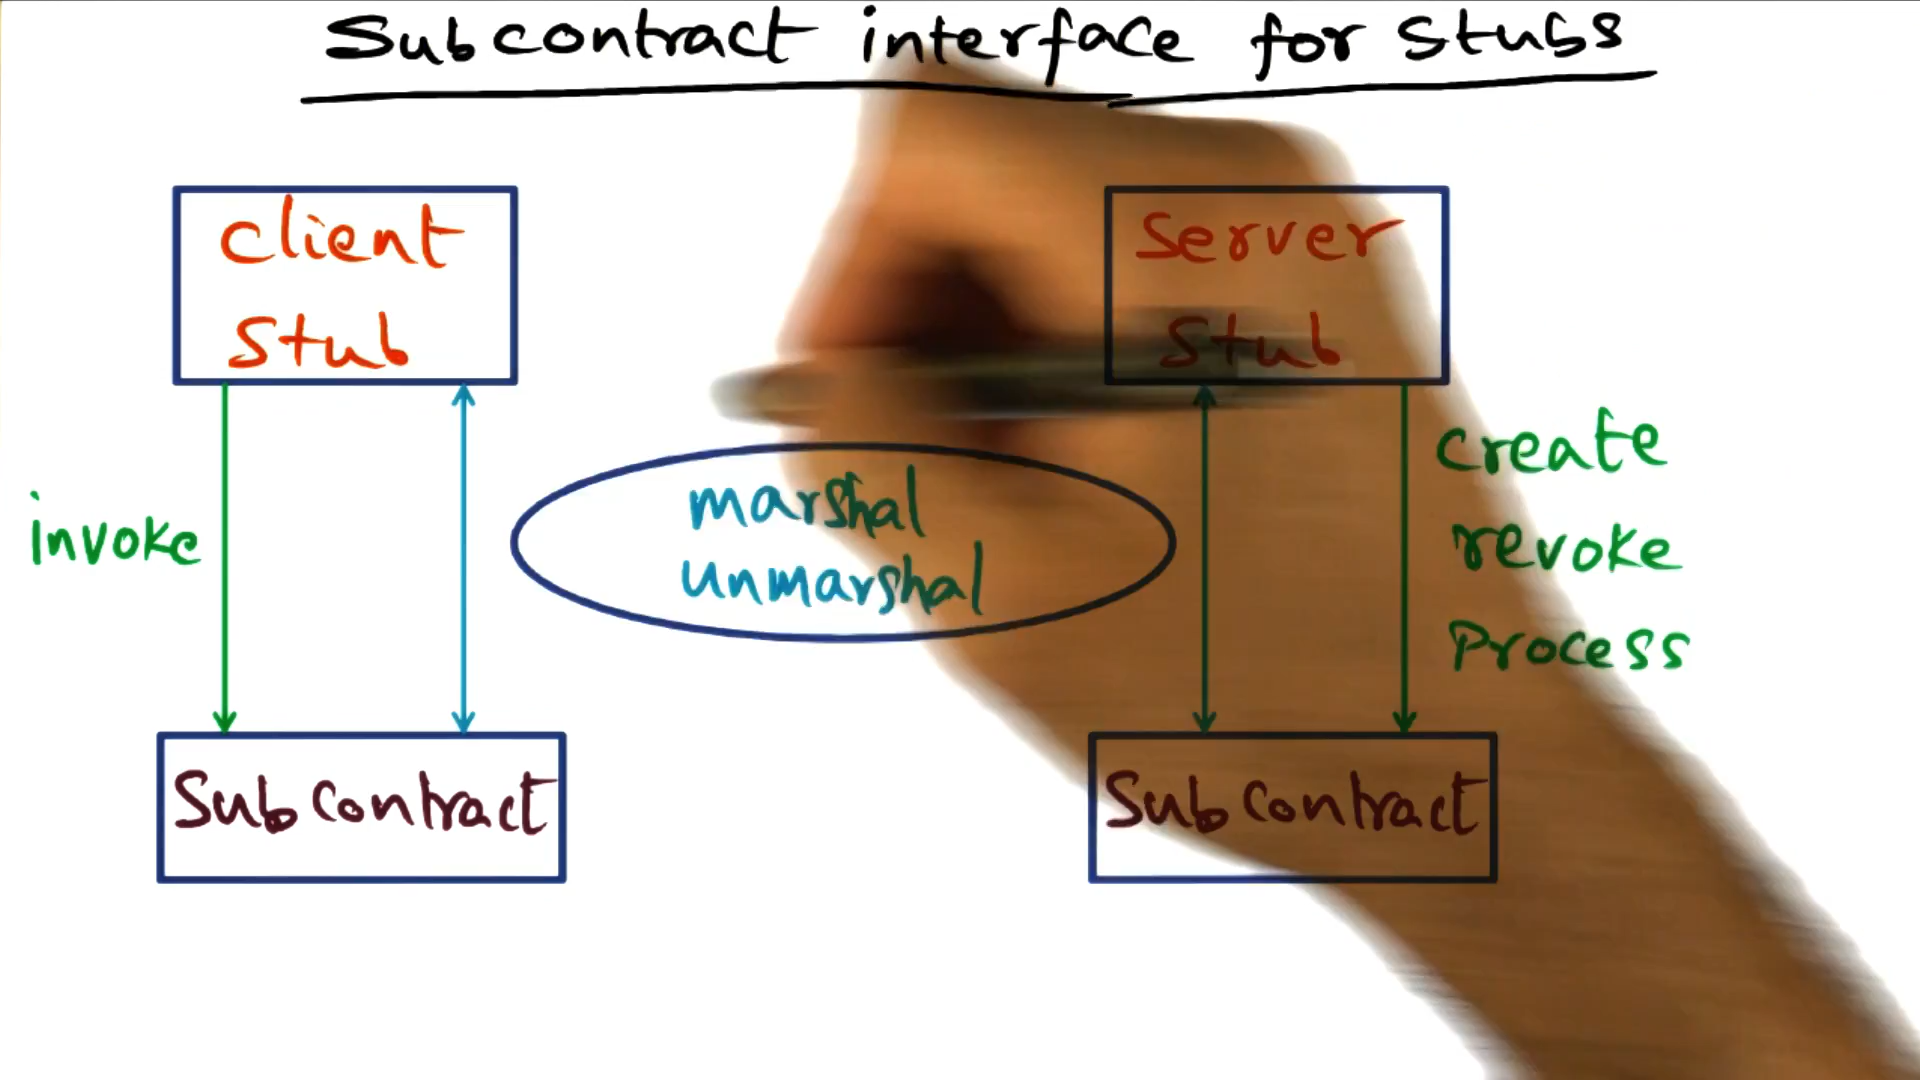 Subcontract interface for stubs
client
stub
server
stub
invoke
marshal
unmarshal
create
revoke
process
Subcontract
Subcontract